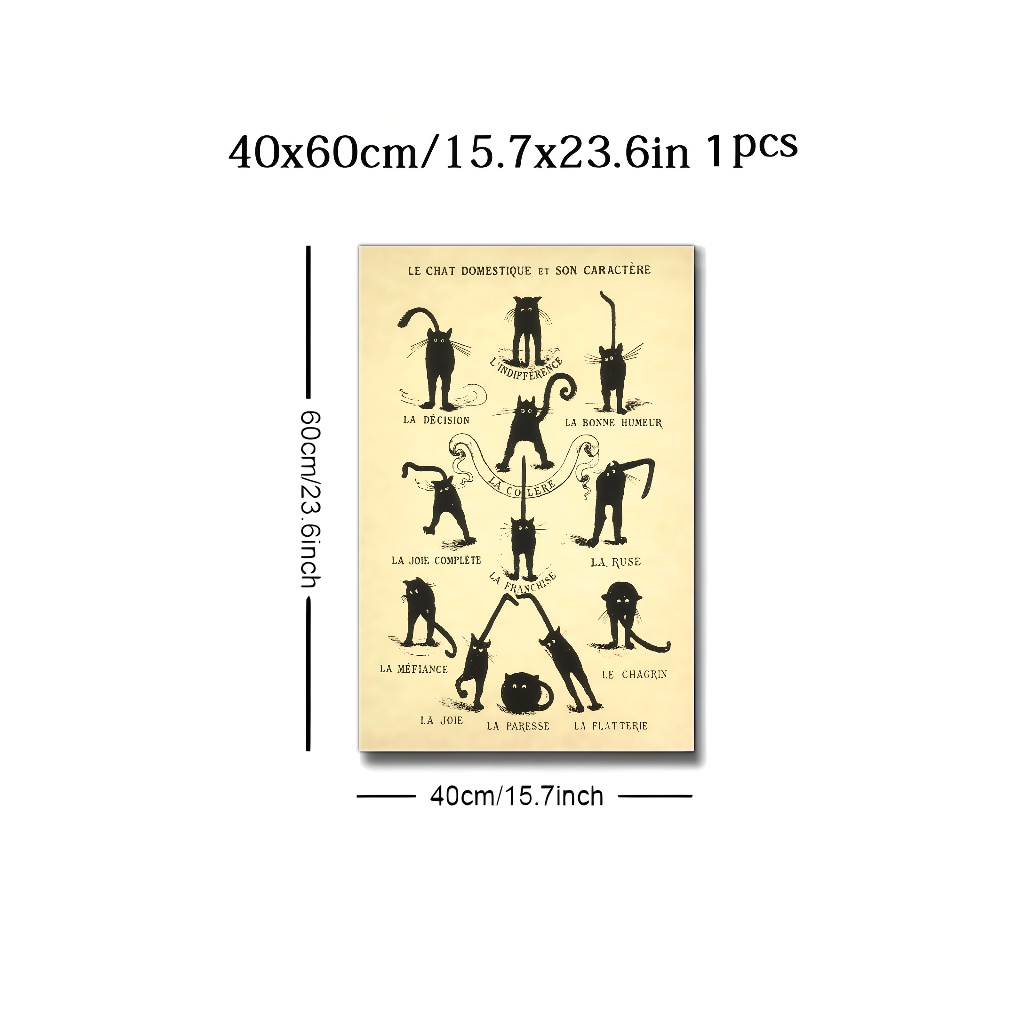 40x60cm/15.7x23.6in 1pcs
LE CHAT DOMESTIQUE ET SON CARACTÈRE
L'INDIFFÉRENCE
LA DÉCISION
LA BONNE HUMEUR
LA COLÈRE
LA JOIE COMPLÈTE
LA RUSE
LA FRANCHISE
LA MÉFIANCE
LE CHAGRIN
LA JOIE
LA PARESSE
LA FLATTERIE
60cm/23.6inch
40cm/15.7inch